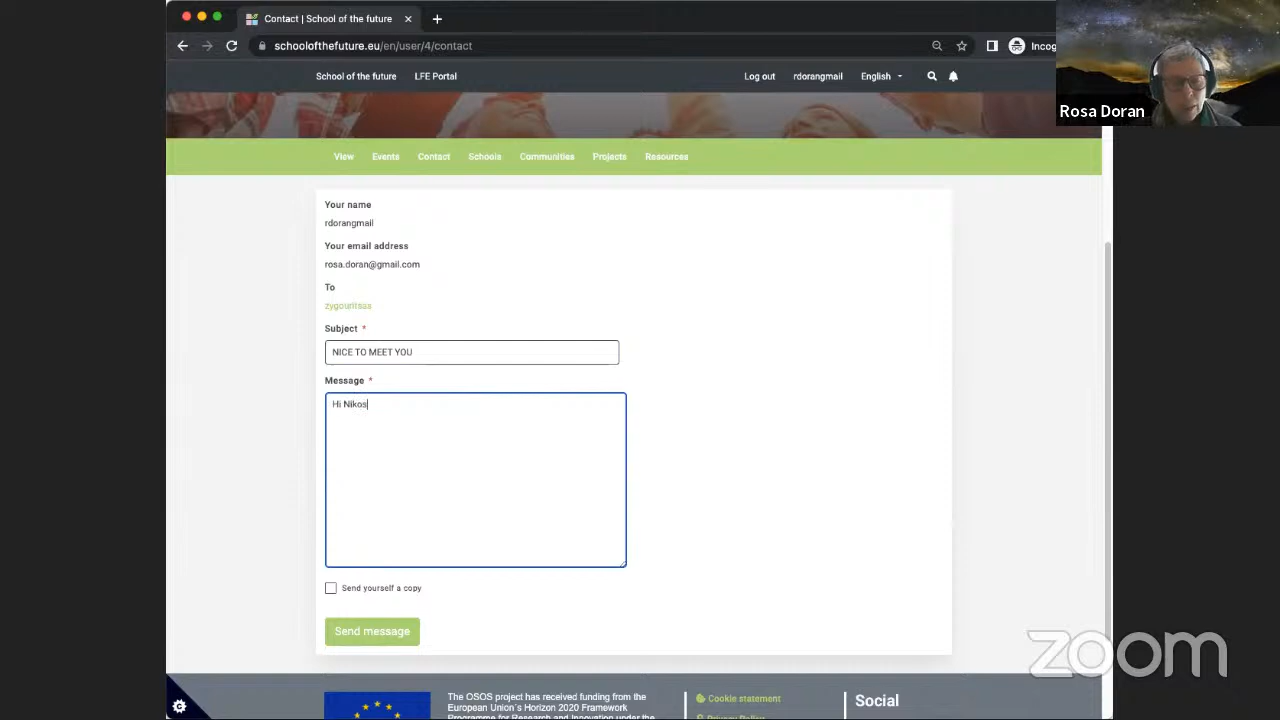 Contact | School of the future
schoolofthefuture.eu/en/user/4/contact
Incog
School of the future
LFE Portal
Log out
rdorangmail
English
Rosa Doran
View
Events
Contact
Schools
Communities
Projects
Resources
Your name
rdorangmail
Your email address
rosa.doran@gmail.com
To
zygouritsas
Subject *
NICE TO MEET YOU
Message *
Hi Nikos
Send yourself a copy
Send message
zoom
The OSOS project has received funding from the
European Union´s Horizon 2020 Framework
Programme for Research and Innovation under the
Cookie statement
Privacy Policy
Social